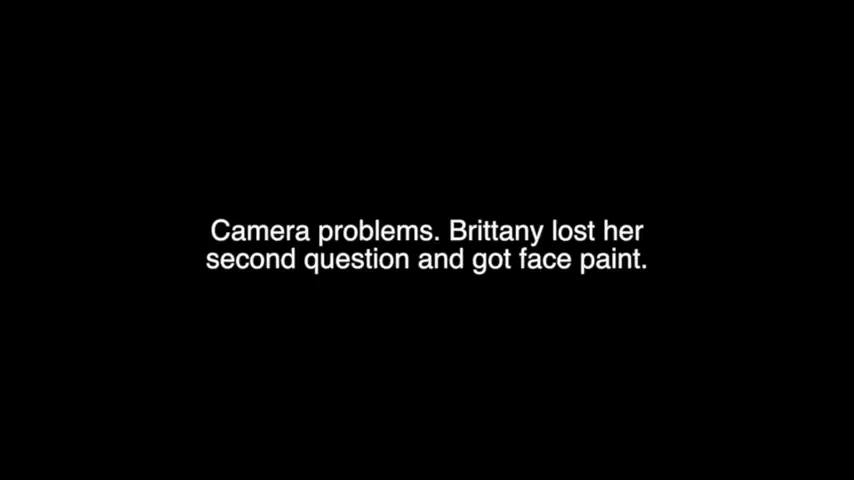 Camera problems. Brittany lost her
second question and got face paint.